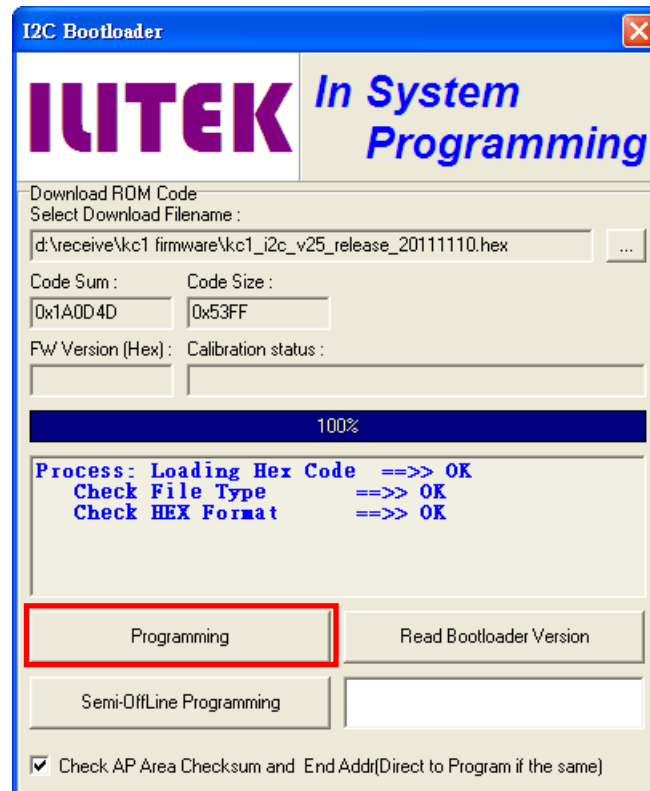 I2C Bootloader
ILITEK
In System
Programming
Download ROM Code
Select Download Filename :
d:\receive\kc1 firmware\kc1_i2c_v25_release_20111110.hex
...
Code Sum : Code Size :
0x1A0D4D 0x53FF
FW Version (Hex) : Calibration status :
100%
Process: Loading Hex Code ==>> OK
Check File Type ==>> OK
Check HEX Format ==>> OK
Programming Read Bootloader Version
Semi-OffLine Programming
Check AP Area Checksum and End Addr(Direct to Program if the same)